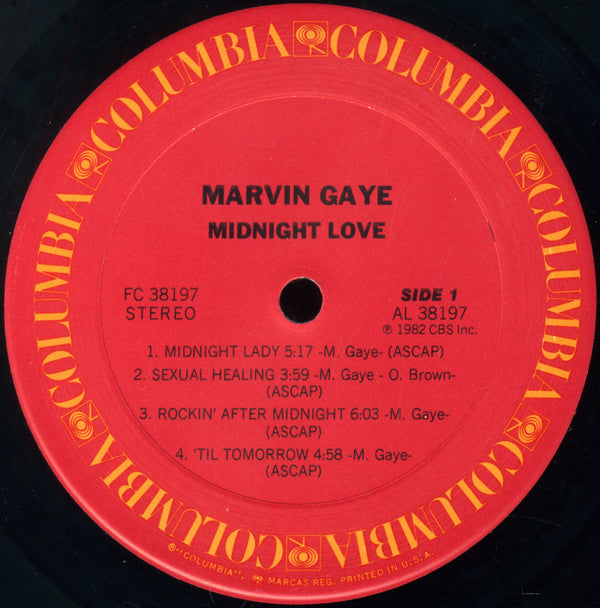 COLUMBIA COLUMBIA COLUMBIA COLUMBIA COLUMBIA COLUMBIA
MARVIN GAYE
MIDNIGHT LOVE
FC 38197
STEREO
SIDE 1
AL 38197
℗ 1982 CBS Inc.
1. MIDNIGHT LADY 5:17 -M. Gaye- (ASCAP)
2. SEXUAL HEALING 3:59 -M. Gaye - O. Brown-
(ASCAP)
3. ROCKIN' AFTER MIDNIGHT 6:03 -M. Gaye-
(ASCAP)
4. 'TIL TOMORROW 4:58 -M. Gaye-
(ASCAP)
®"COLUMBIA", MARCAS REG. PRINTED IN U.S.A.